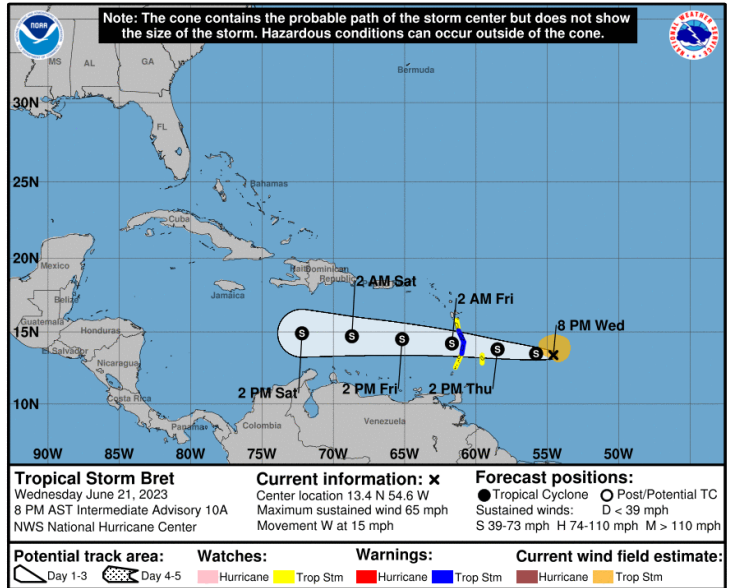 Note: The cone contains the probable path of the storm center but does not show
the size of the storm. Hazardous conditions can occur outside of the cone.
NOAA
NATIONAL WEATHER SERVICE
MS
AL
GA
Bermuda
30N
FL
25N
Bahamas
Cuba
20N
Mexico
Haiti
Dominican
Republic
2 AM Sat
Belize
Jamaica
2 AM Fri
Guatemala
8 PM Wed
15N
Honduras
S S S S S S
El Salvador
Nicaragua
2 PM Sat
2 PM Fri
2 PM Thu
Costa Rica
10N
Panama
Colombia
Venezuela
90W 85W 80W 75W 70W 65W 60W 55W 50W
Tropical Storm Bret
Wednesday June 21, 2023
8 PM AST Intermediate Advisory 10A
NWS National Hurricane Center
Current information: x
Center location 13.4 N 54.6 W
Maximum sustained wind 65 mph
Movement W at 15 mph
Forecast positions:
Tropical Cyclone Post/Potential TC
Sustained winds: D < 39 mph
S 39-73 mph H 74-110 mph M > 110 mph
Potential track area:
Day 1-3 Day 4-5
Watches:
Hurricane Trop Stm
Warnings:
Hurricane Trop Stm
Current wind field estimate:
Hurricane Trop Stm